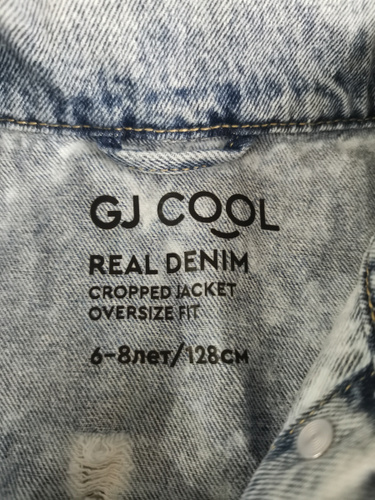 GJ COOL
REAL DENIM
CROPPED JACKET
OVERSIZE FIT
6-8лет/128см